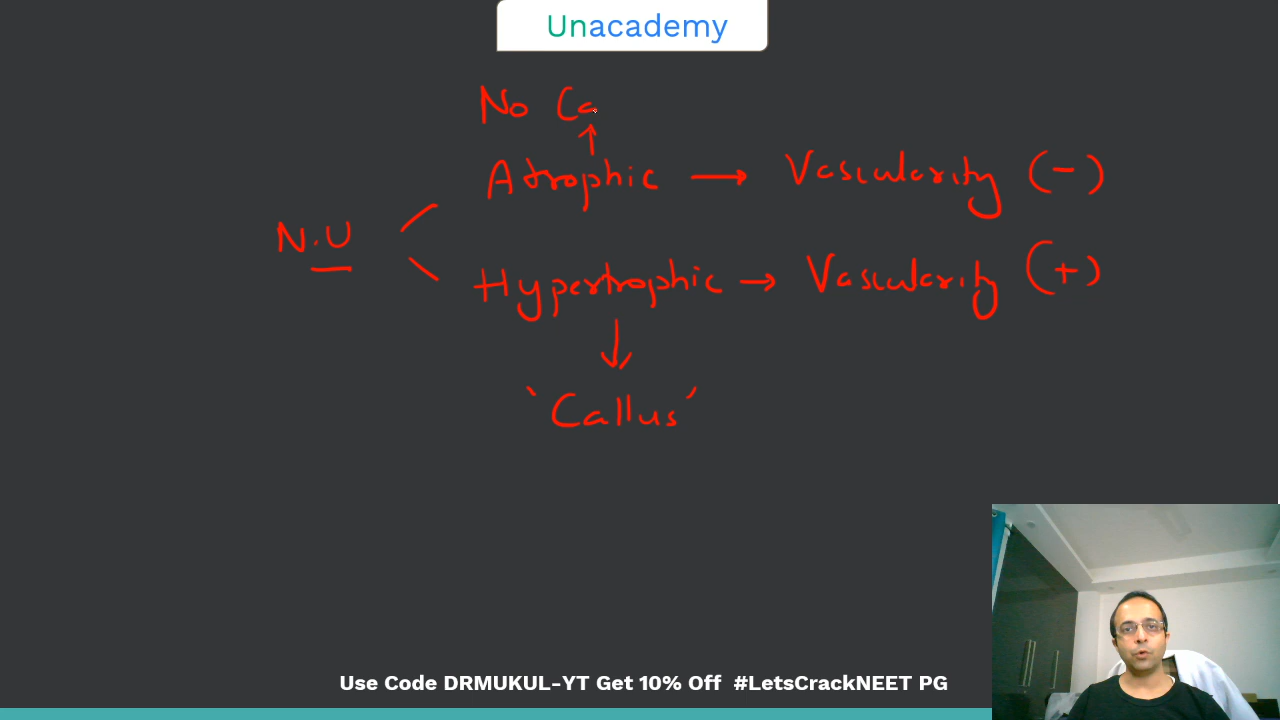 Unacademy
No Ca
Atrophic → Vascularity (-)
N.U
Hypertrophic → Vascularity (+)
'Callus'
Use Code DRMUKUL-YT Get 10% Off #LetsCrackNEET PG